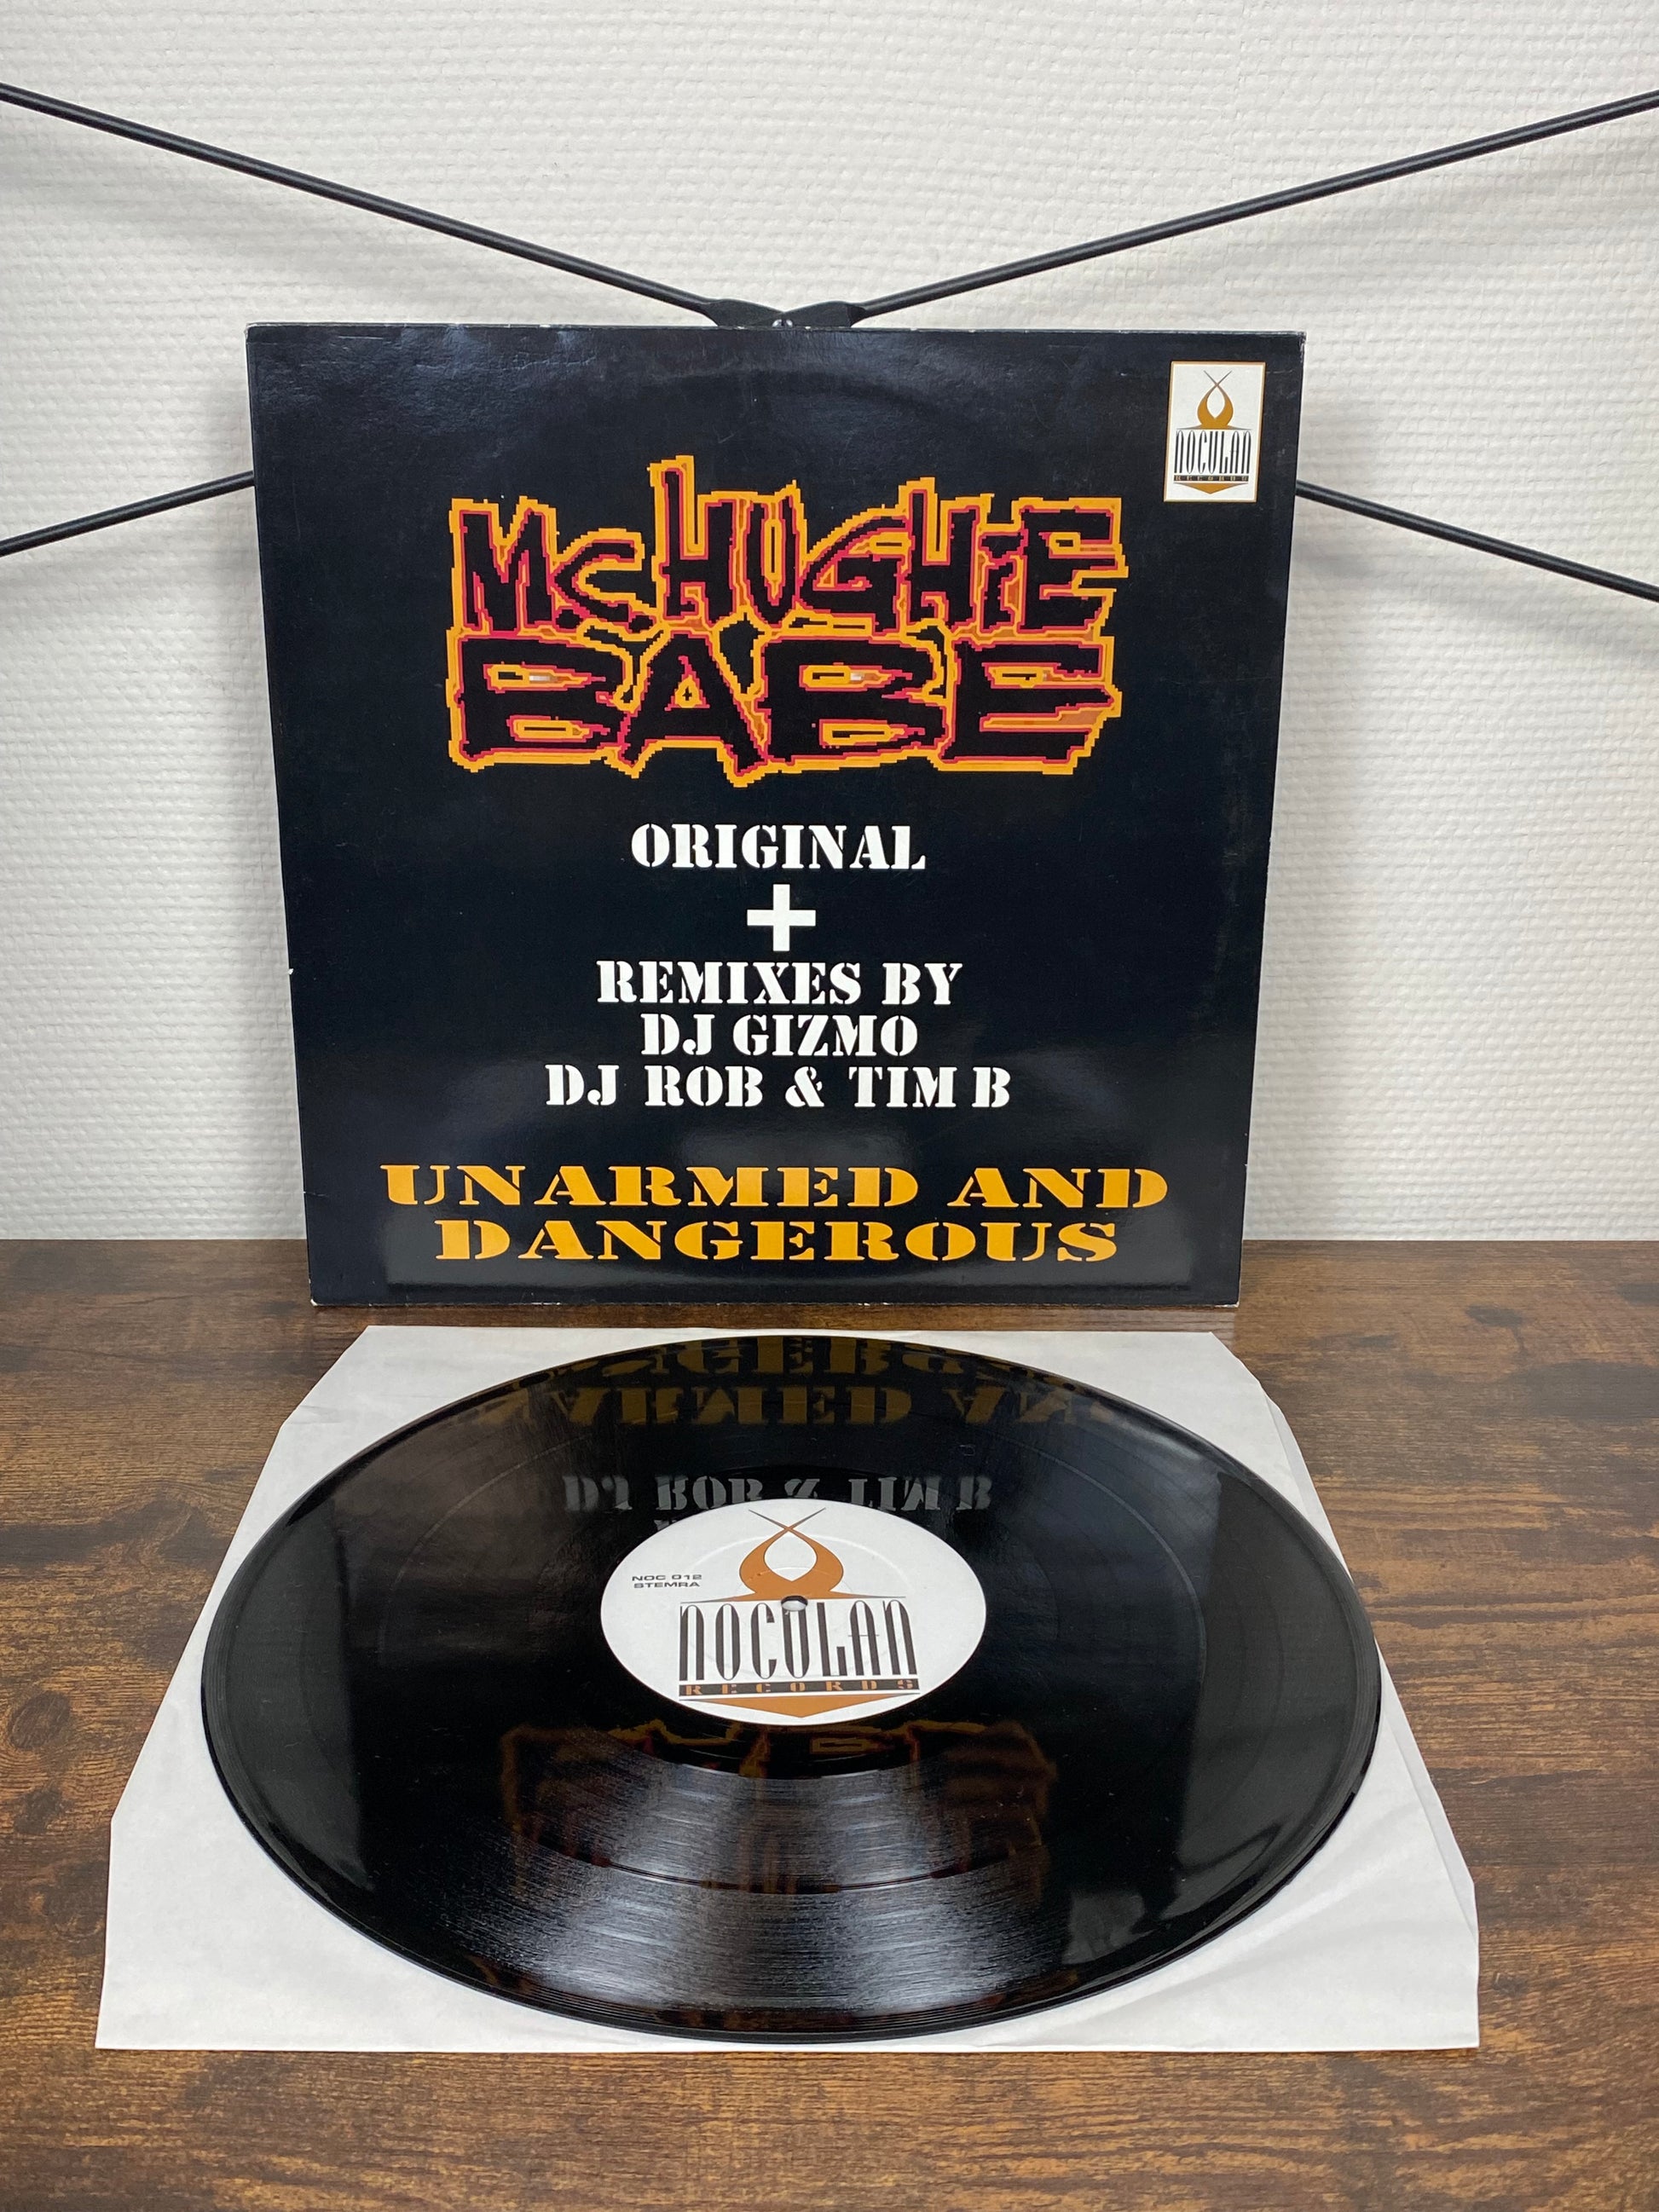 NOCULAN
RECORDS
MC HUGHIE
BABE
ORIGINAL
+
REMIXES BY
DJ GIZMO
DJ ROB & TIM B
UNARMED AND
DANGEROUS
NOC 012
STEMRA
NOCULAN
RECORDS